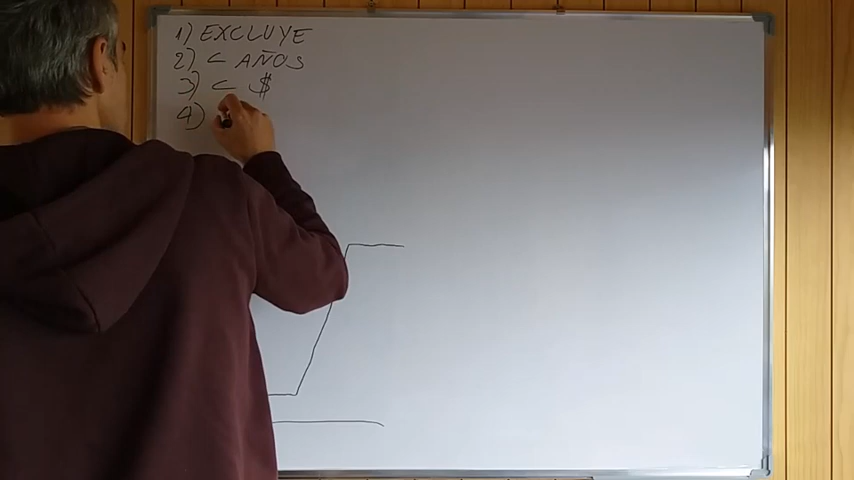 1) EXCLUYE
2) < AÑOS
3) < $
4)